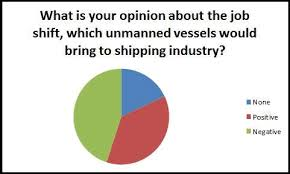 What is your opinion about the job
shift, which unmanned vessels would
bring to shipping industry?
None
Positive
Negative